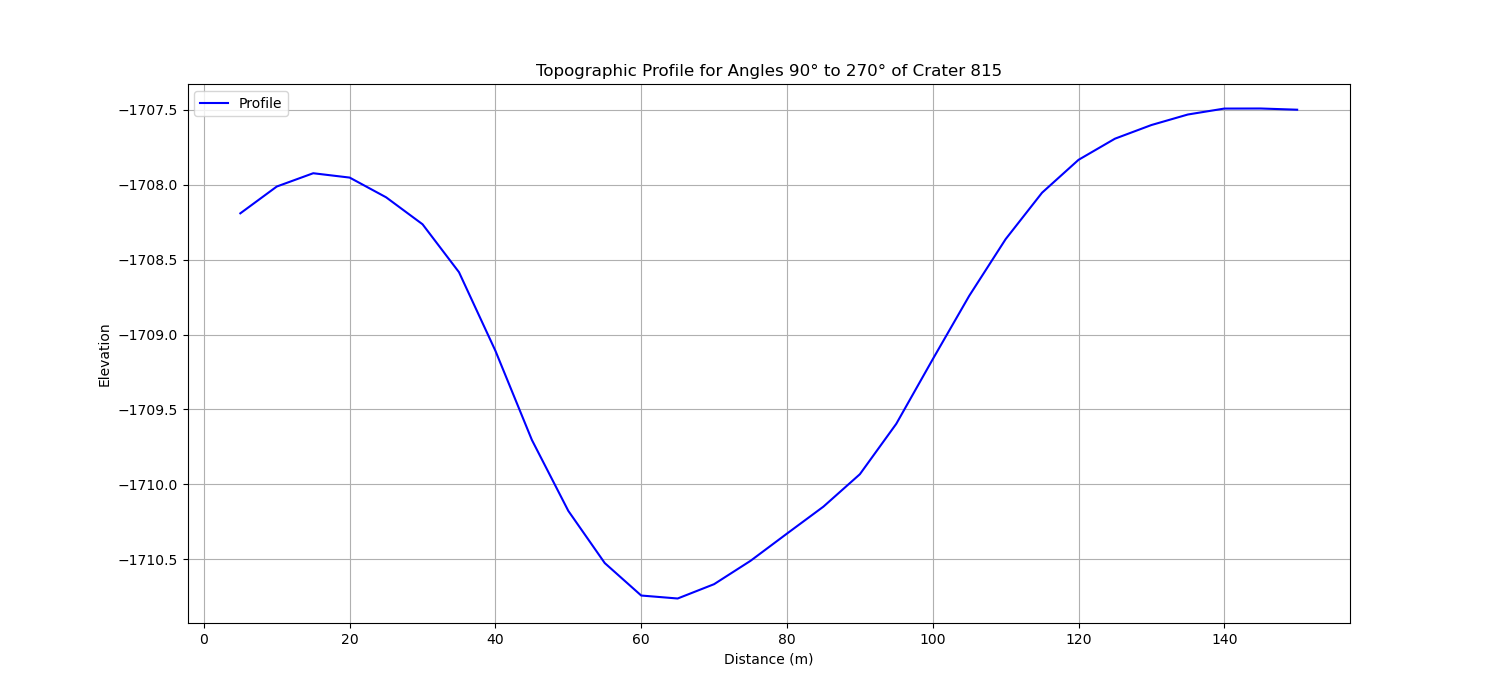 Topographic Profile for Angles 90° to 270° of Crater 815
Profile
−1707.5
−1708.0
−1708.5
−1709.0
−1709.5
−1710.0
−1710.5
Elevation
0 20 40 60 80 100 120 140
Distance (m)